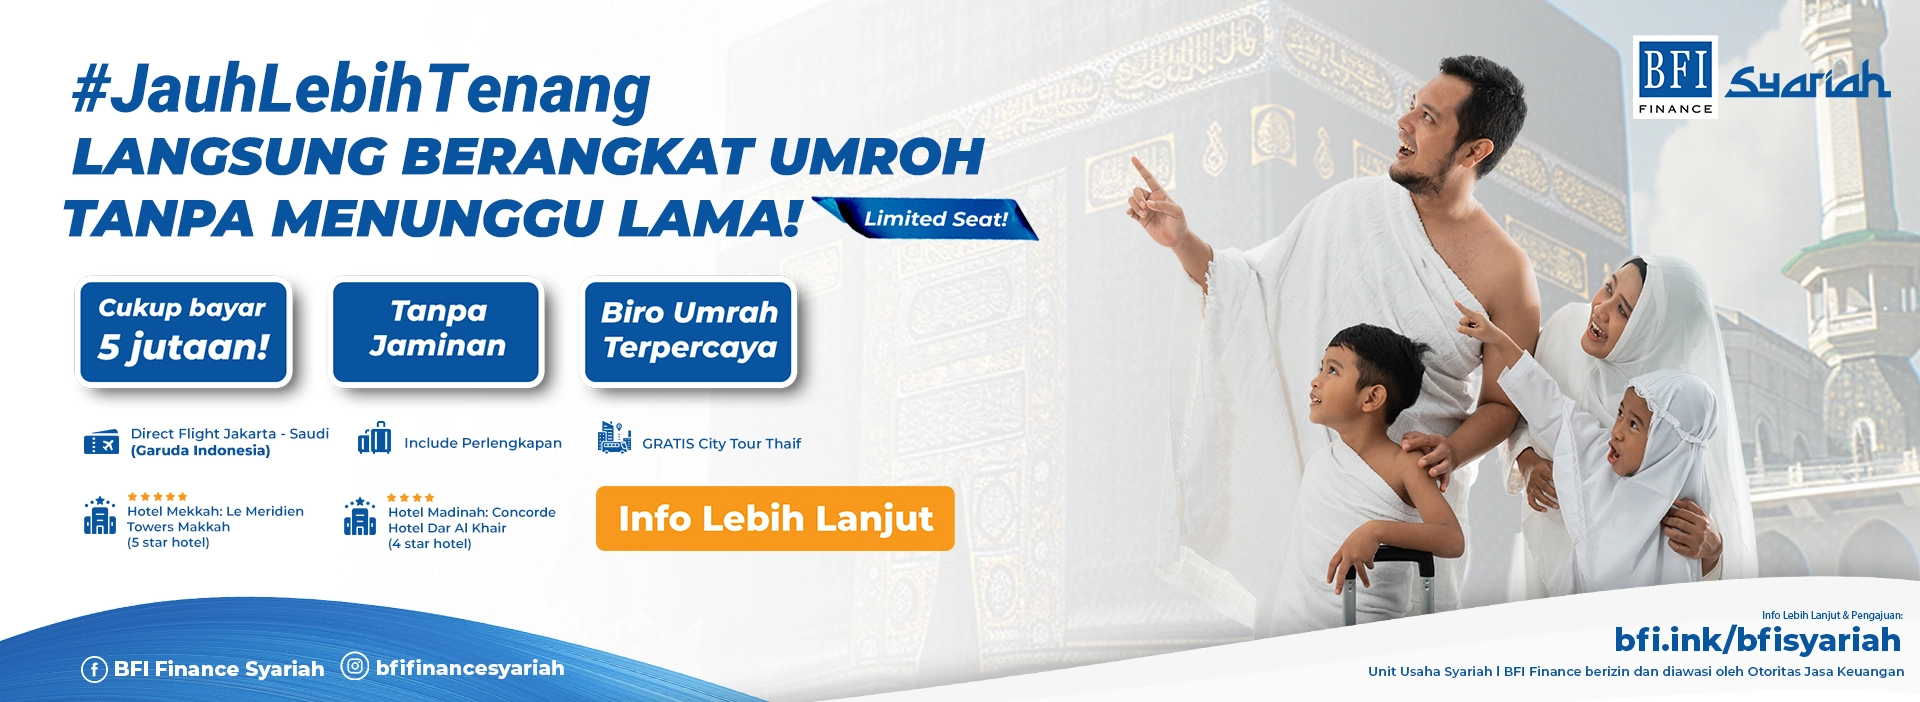 #JauhLebihTenang
LANGSUNG BERANGKAT UMROH
TANPA MENUNGGU LAMA!
Limited Seat!
BFI
FINANCE
Syariah
Cukup bayar
5 jutaan!
Tanpa
Jaminan
Biro Umrah
Terpercaya
Direct Flight Jakarta - Saudi
(Garuda Indonesia)
Include Perlengkapan
GRATIS City Tour Thaif
Hotel Mekkah: Le Meridien
Towers Makkah
(5 star hotel)
Hotel Madinah: Concorde
Hotel Dar Al Khair
(4 star hotel)
Info Lebih Lanjut
BFI Finance Syariah
bfifinancesyariah
Info Lebih Lanjut & Pengajuan:
bfi.ink/bfisyariah
Unit Usaha Syariah | BFI Finance berizin dan diawasi oleh Otoritas Jasa Keuangan